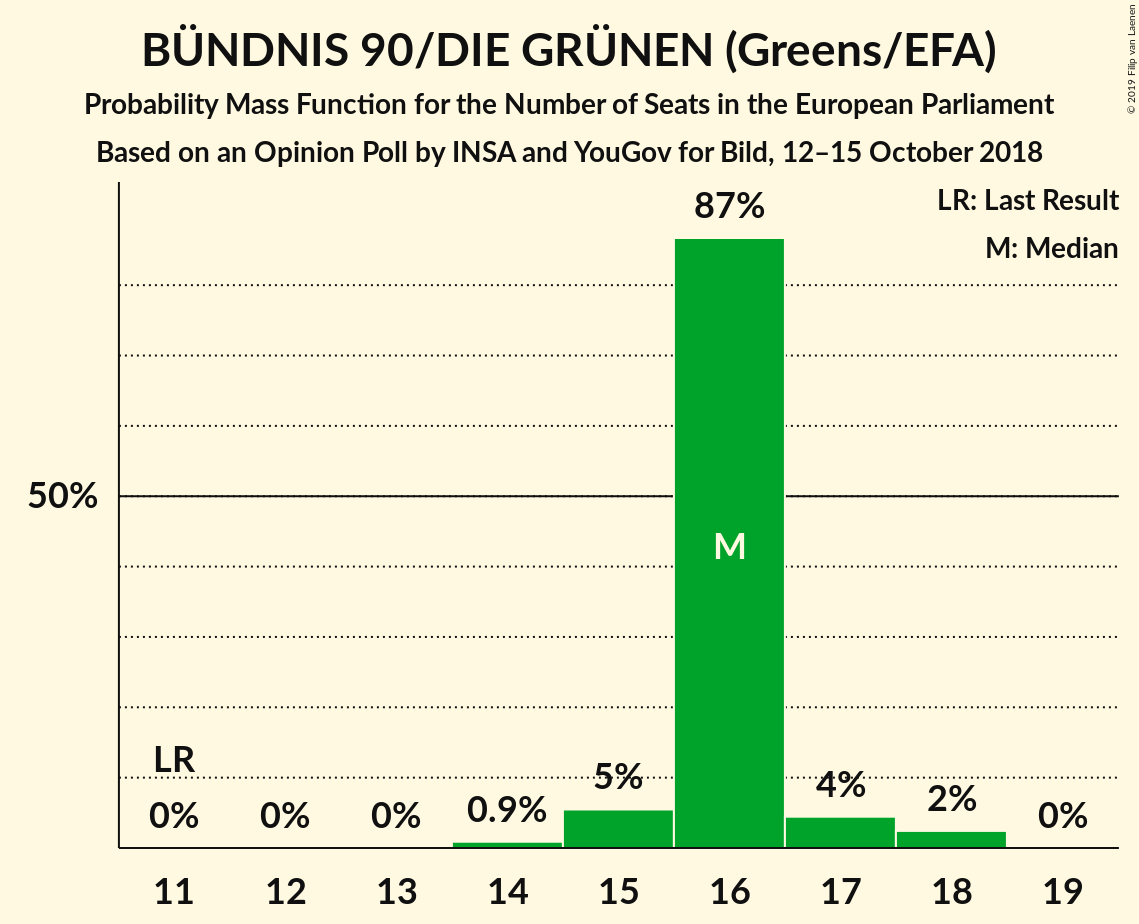 BÜNDNIS 90/DIE GRÜNEN (Greens/EFA)
Probability Mass Function for the Number of Seats in the European Parliament
Based on an Opinion Poll by INSA and YouGov for Bild, 12–15 October 2018
© 2019 Filip van Laenen
LR: Last Result
M: Median
87%
50%
M
LR
0%
0%
0%
0.9%
5%
4%
2%
0%
11 12 13 14 15 16 17 18 19